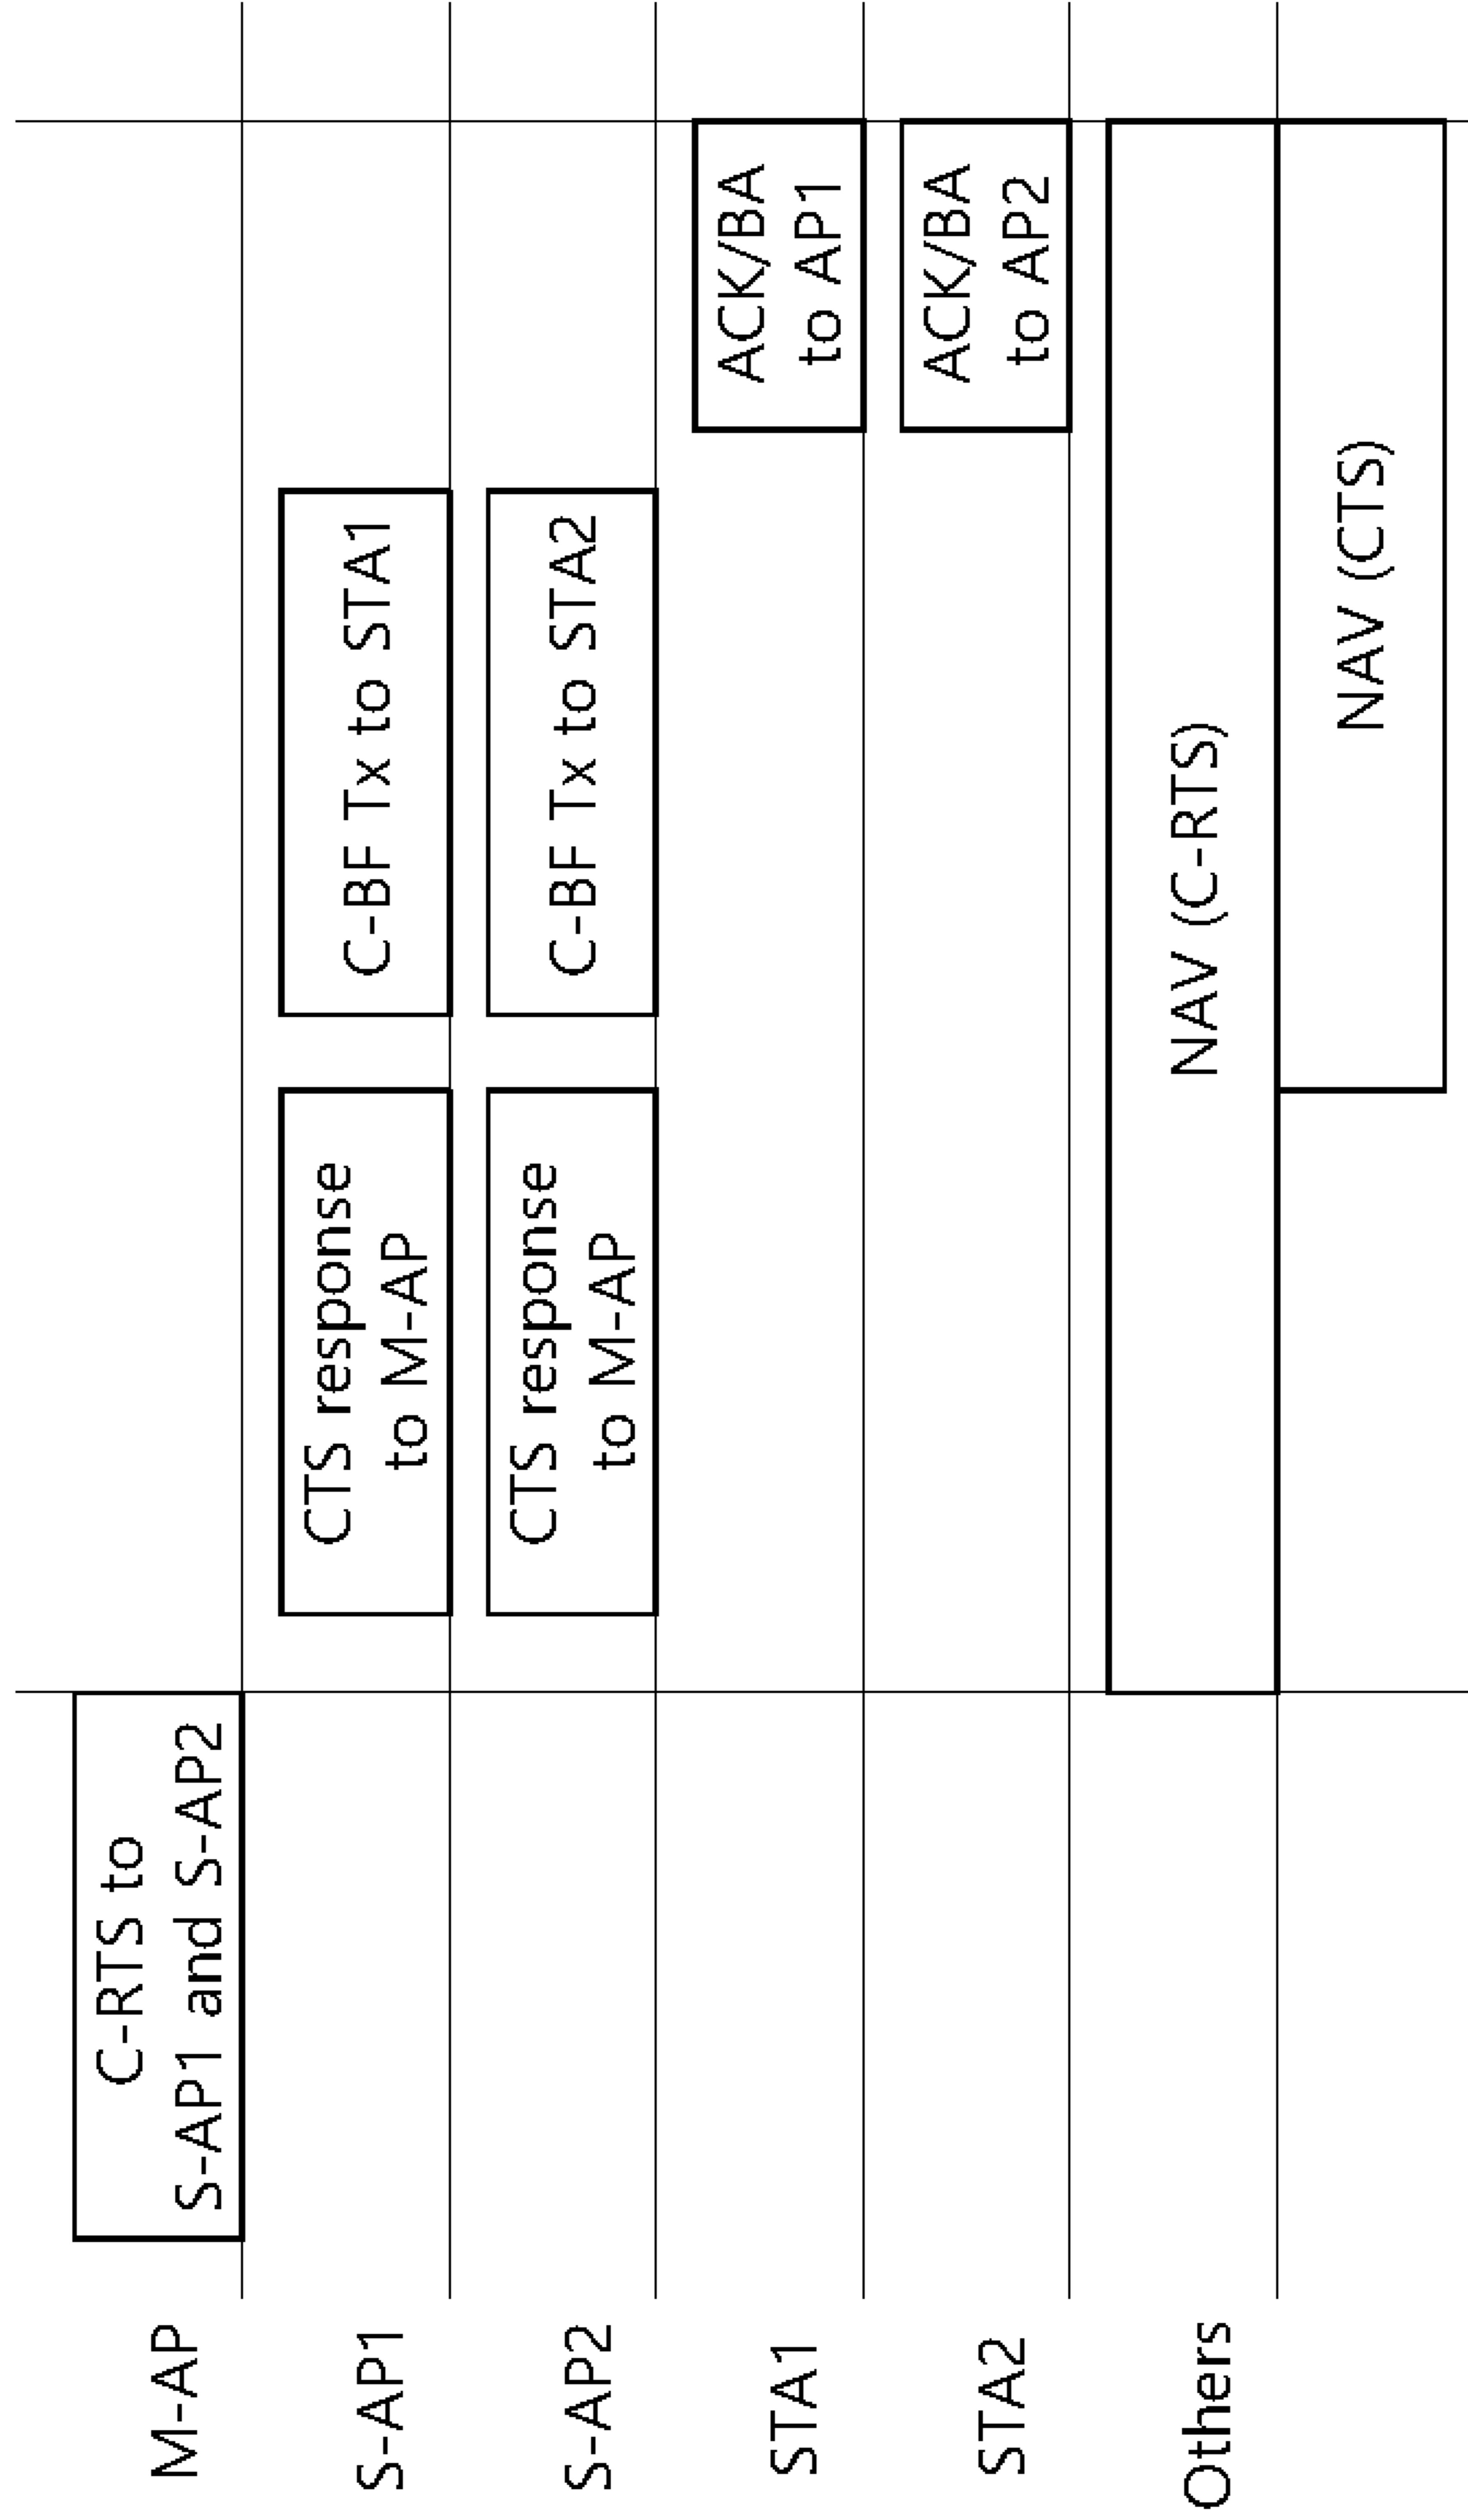 M-AP
C-RTS to
S-AP1 and S-AP2
S-AP1
CTS response
to M-AP
C-BF Tx to STA1
S-AP2
CTS response
to M-AP
C-BF Tx to STA2
STA1
ACK/BA
to AP1
STA2
ACK/BA
to AP2
Others
NAV (C-RTS)
NAV (CTS)